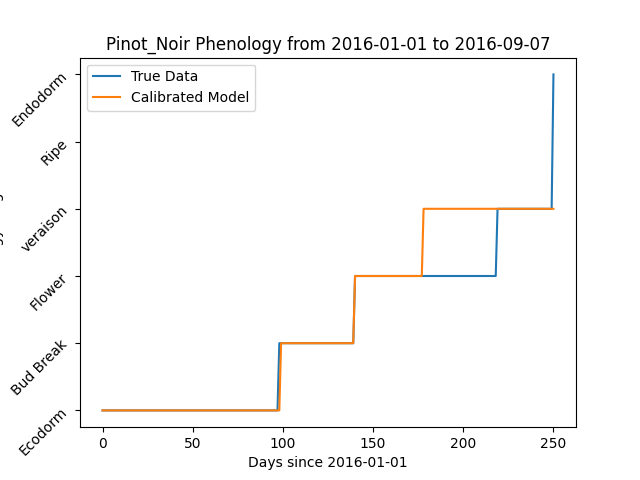 Pinot_Noir Phenology from 2016-01-01 to 2016-09-07
True Data
Calibrated Model
Endodorm
Ripe
veraison
Flower
Bud Break
Ecodorm
0 50 100 150 200 250
Days since 2016-01-01